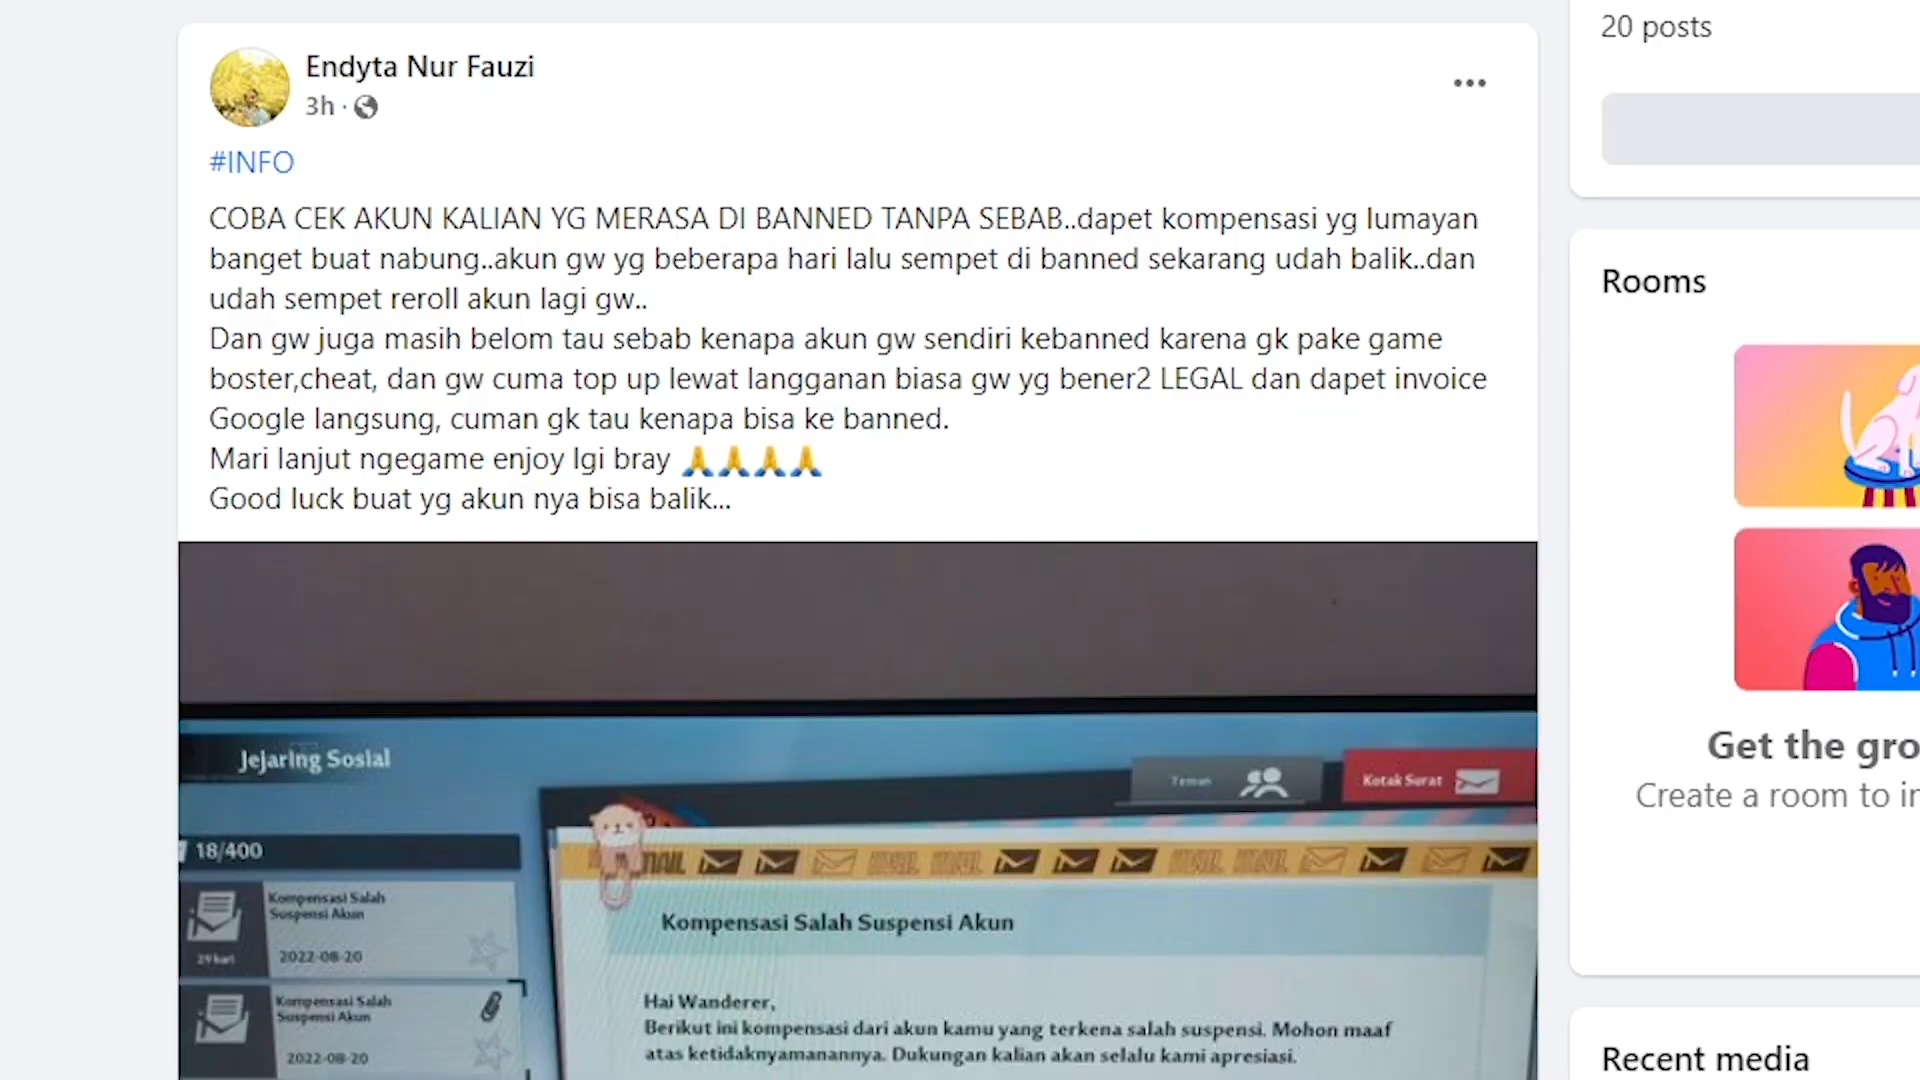 Endyta Nur Fauzi
3h ·
#INFO
COBA CEK AKUN KALIAN YG MERASA DI BANNED TANPA SEBAB..dapet kompensasi yg lumayan
banget buat nabung..akun gw yg beberapa hari lalu sempet di banned sekarang udah balik..dan
udah sempet reroll akun lagi gw..
Dan gw juga masih belom tau sebab kenapa akun gw sendiri kebanned karena gk pake game
boster,cheat, dan gw cuma top up lewat langganan biasa gw yg bener2 LEGAL dan dapet invoice
Google langsung, cuman gk tau kenapa bisa ke banned.
Mari lanjut ngegame enjoy lgi bray 🙏🙏🙏🙏
Good luck buat yg akun nya bisa balik...
Jejaring Sosial
Teman
Kotak Surat
18/400
Kompensasi Salah
Suspensi Akun
29 hari
2022-08-20
Kompensasi Salah
Suspensi Akun
2022-08-20
MAIL
MAIL MAIL
MAIL MAIL
Kompensasi Salah Suspensi Akun
Hai Wanderer,
Berikut ini kompensasi dari akun kamu yang terkena salah suspensi. Mohon maaf
atas ketidaknyamanannya. Dukungan kalian akan selalu kami apresiasi.
20 posts
Rooms
Get the gro
Create a room to in
Recent media